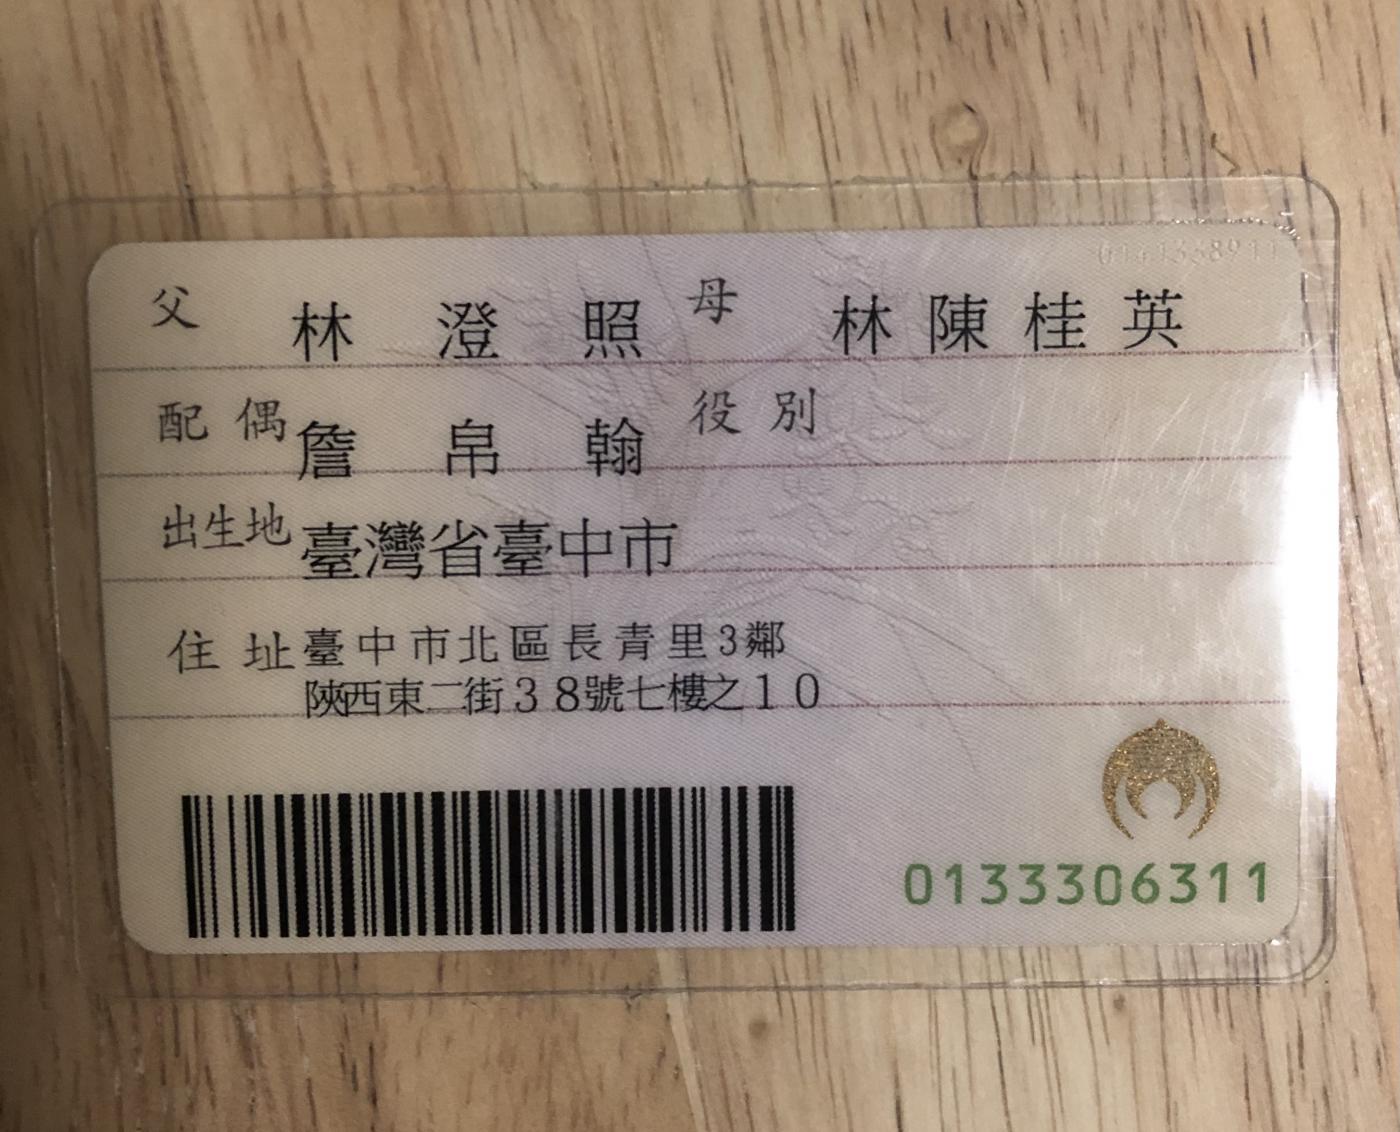 父 林澄照 母 林陳桂英
配偶 詹帛翰 役別
出生地 臺灣省臺中市
住址 臺中市北區長青里3鄰
陝西東二街38號七樓之10
0133306311